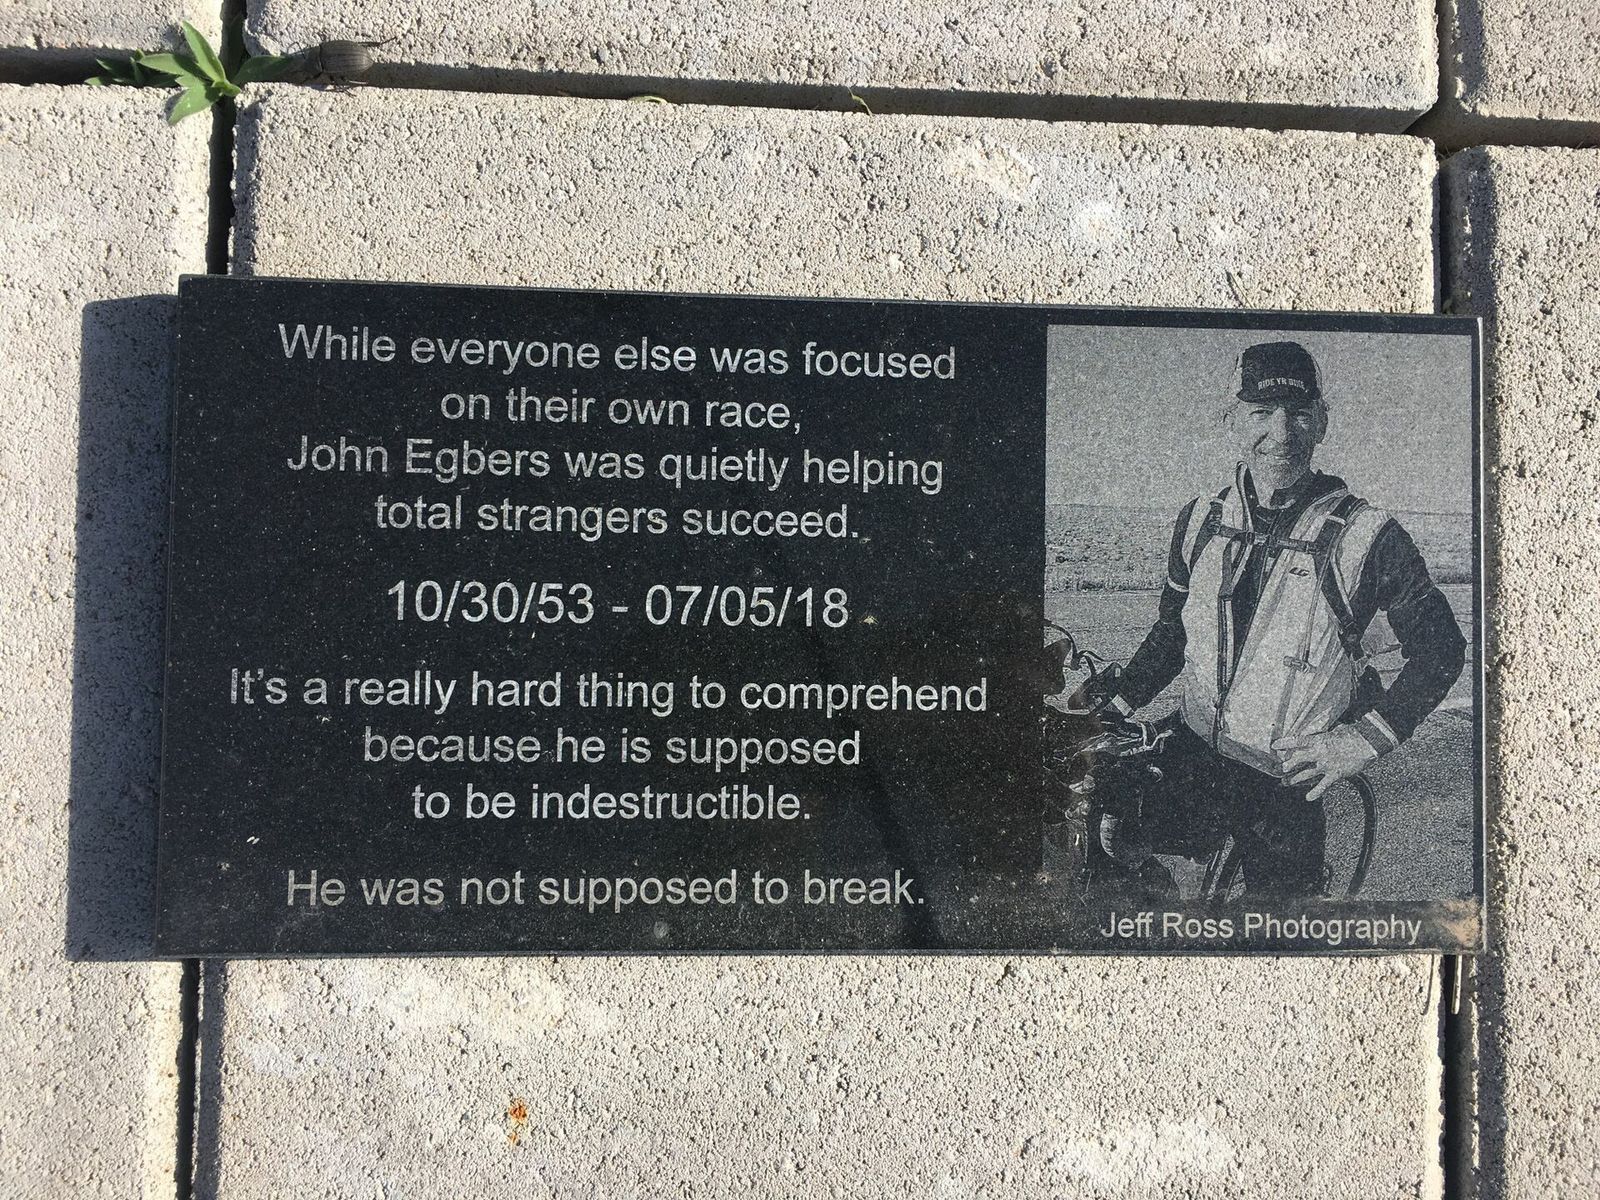 While everyone else was focused
on their own race,
John Egbers was quietly helping
total strangers succeed.
10/30/53 - 07/05/18
It's a really hard thing to comprehend
because he is supposed
to be indestructible.
He was not supposed to break.
RIDE YR BIKE
Jeff Ross Photography